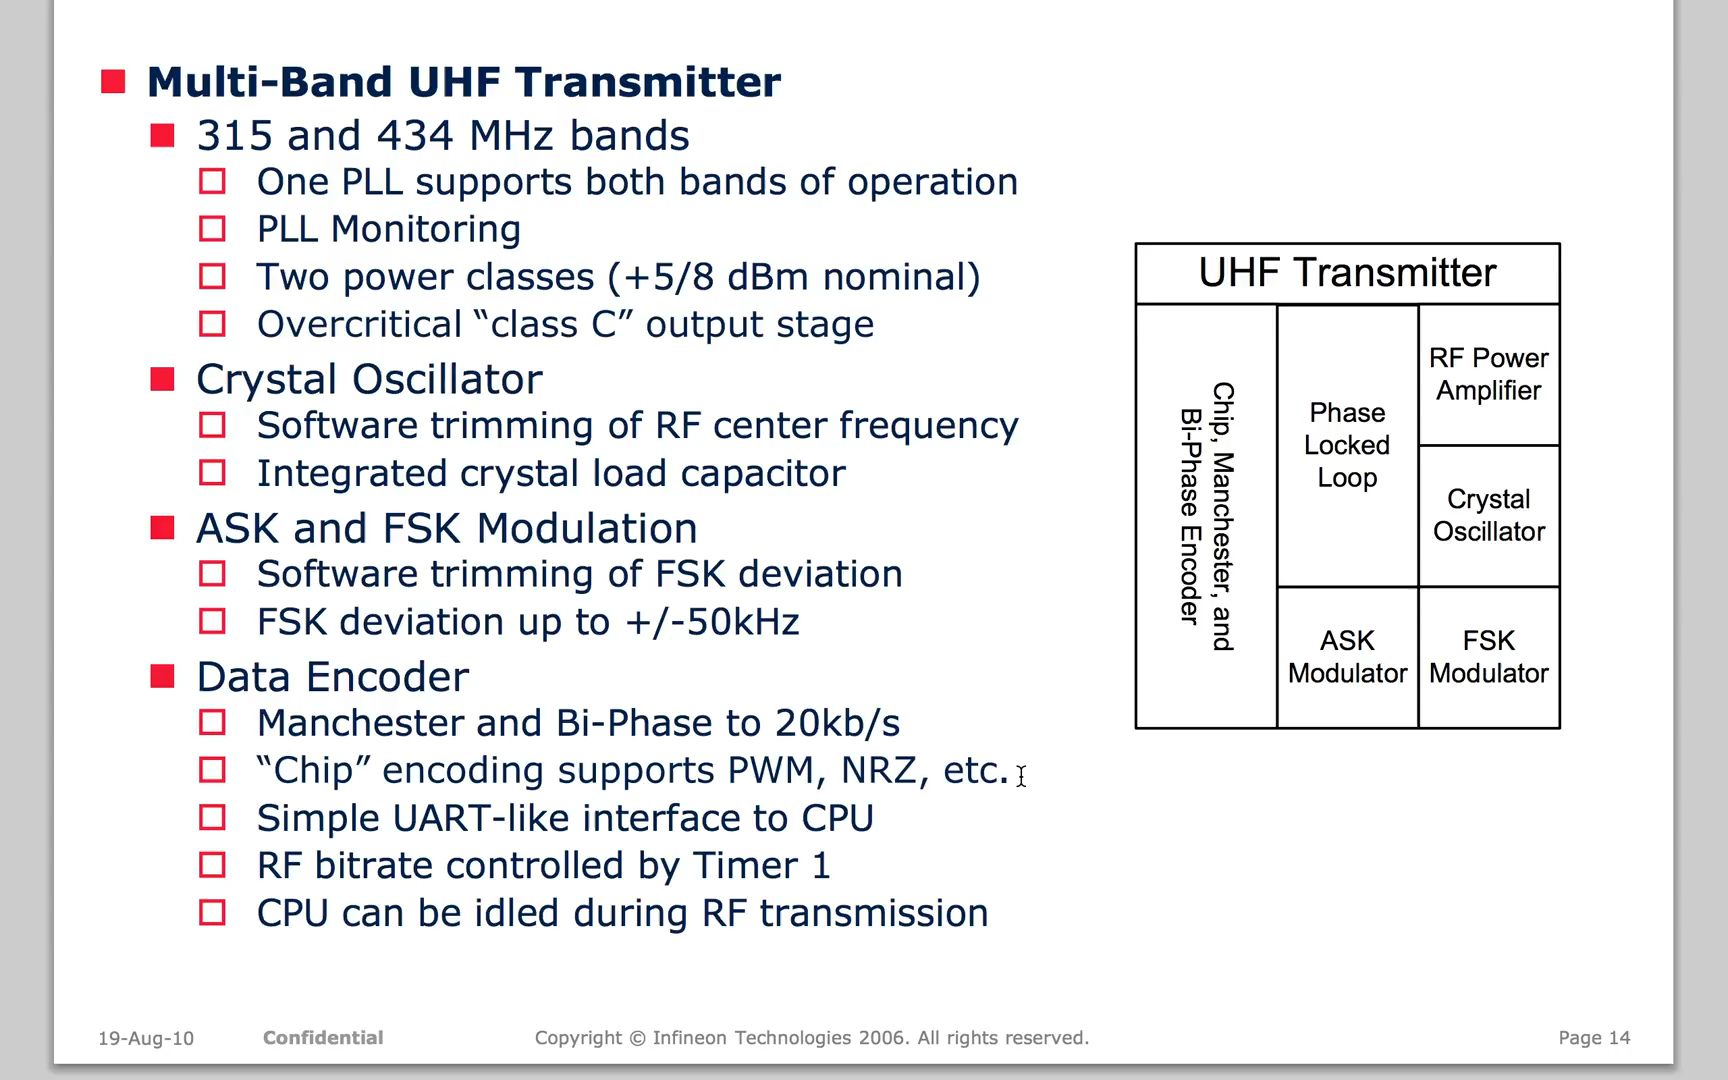 Multi-Band UHF Transmitter
315 and 434 MHz bands
One PLL supports both bands of operation
PLL Monitoring
Two power classes (+5/8 dBm nominal)
Overcritical “class C” output stage
Crystal Oscillator
Software trimming of RF center frequency
Integrated crystal load capacitor
ASK and FSK Modulation
Software trimming of FSK deviation
FSK deviation up to +/-50kHz
Data Encoder
Manchester and Bi-Phase to 20kb/s
“Chip” encoding supports PWM, NRZ, etc.
Simple UART-like interface to CPU
RF bitrate controlled by Timer 1
CPU can be idled during RF transmission
UHF Transmitter
Chip, Manchester, and
Bi-Phase Encoder
Phase
Locked
Loop
RF Power
Amplifier
Crystal
Oscillator
ASK
Modulator
FSK
Modulator
19-Aug-10
Confidential
Copyright © Infineon Technologies 2006. All rights reserved.
Page 14